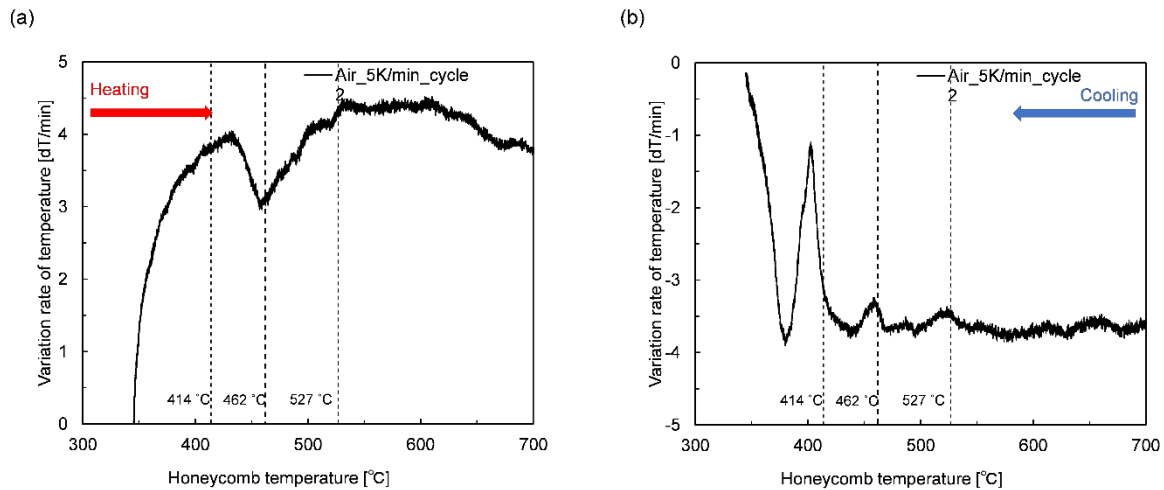 (a)
5
4
3
2
1
0
Variation rate of temperature [dT/min]
Heating
Air_5K/min_cycle
2
414 ˚C
462 ˚C
527 ˚C
300
400
500
600
700
Honeycomb temperature [℃]
(b)
-0
-1
-2
-3
-4
-5
Variation rate of temperature [dT/min]
Air_5K/min_cycle
2
Cooling
414 ˚C
462 ˚C
527 ˚C
300
400
500
600
700
Honeycomb temperature [℃]